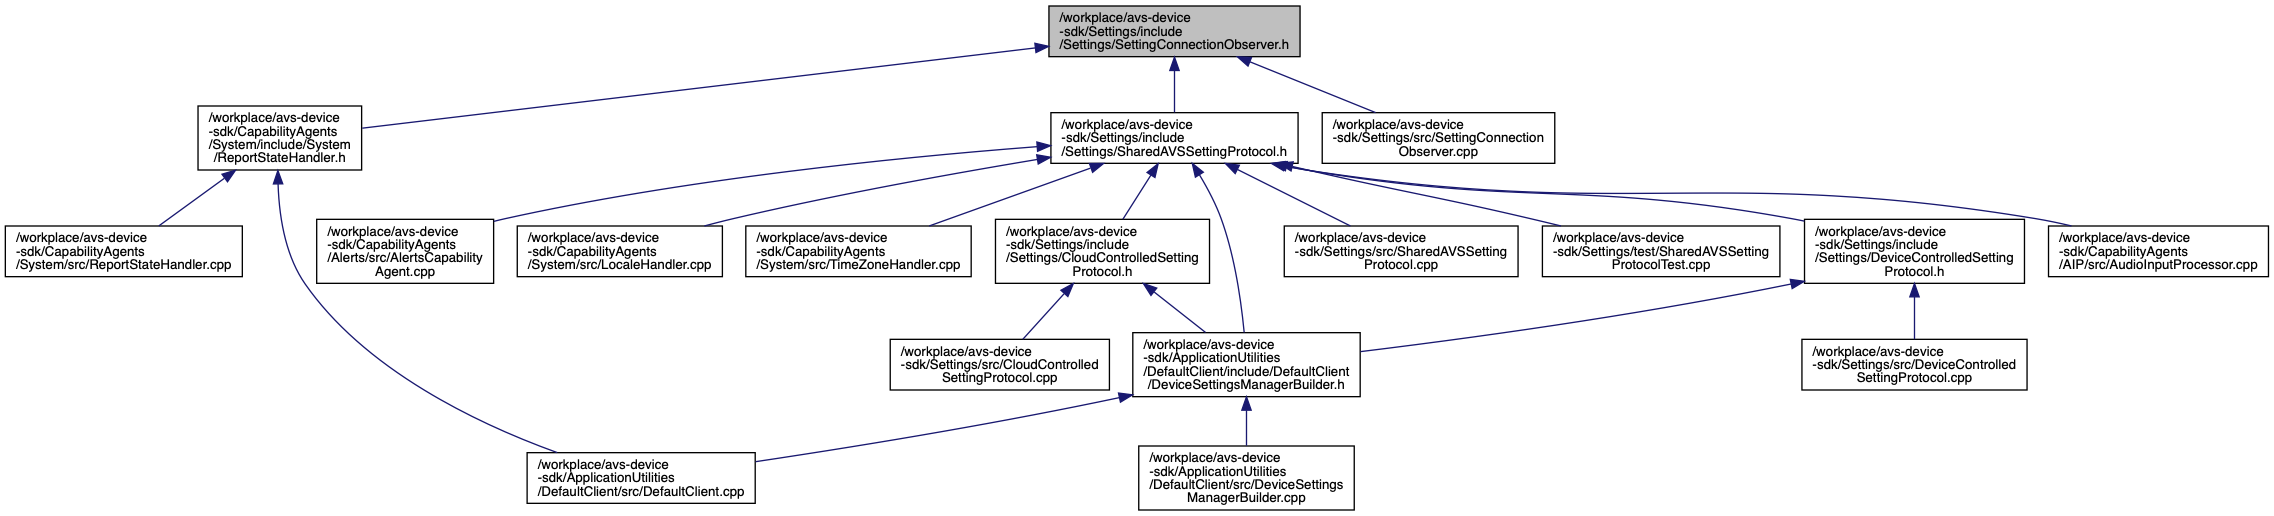 /workplace/avs-device
-sdk/Settings/include
/Settings/SettingConnectionObserver.h
/workplace/avs-device
-sdk/CapabilityAgents
/System/include/System
/ReportStateHandler.h
/workplace/avs-device
-sdk/Settings/include
/Settings/SharedAVSSettingProtocol.h
/workplace/avs-device
-sdk/Settings/src/SettingConnection
Observer.cpp
/workplace/avs-device
-sdk/CapabilityAgents
/System/src/ReportStateHandler.cpp
/workplace/avs-device
-sdk/CapabilityAgents
/Alerts/src/AlertsCapability
Agent.cpp
/workplace/avs-device
-sdk/CapabilityAgents
/System/src/LocaleHandler.cpp
/workplace/avs-device
-sdk/CapabilityAgents
/System/src/TimeZoneHandler.cpp
/workplace/avs-device
-sdk/Settings/include
/Settings/CloudControlledSetting
Protocol.h
/workplace/avs-device
-sdk/Settings/src/SharedAVSSetting
Protocol.cpp
/workplace/avs-device
-sdk/Settings/test/SharedAVSSetting
ProtocolTest.cpp
/workplace/avs-device
-sdk/Settings/include
/Settings/DeviceControlledSetting
Protocol.h
/workplace/avs-device
-sdk/CapabilityAgents
/AIP/src/AudioInputProcessor.cpp
/workplace/avs-device
-sdk/Settings/src/CloudControlled
SettingProtocol.cpp
/workplace/avs-device
-sdk/ApplicationUtilities
/DefaultClient/include/DefaultClient
/DeviceSettingsManagerBuilder.h
/workplace/avs-device
-sdk/Settings/src/DeviceControlled
SettingProtocol.cpp
/workplace/avs-device
-sdk/ApplicationUtilities
/DefaultClient/src/DefaultClient.cpp
/workplace/avs-device
-sdk/ApplicationUtilities
/DefaultClient/src/DeviceSettings
ManagerBuilder.cpp